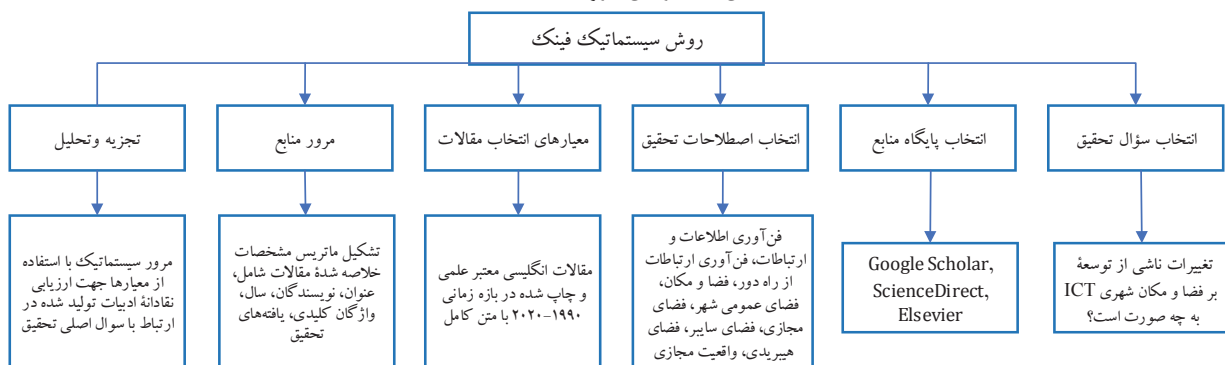 روش سیستماتیک فینک
انتخاب سؤال تحقیق
انتخاب پایگاه منابع
انتخاب اصطلاحات تحقیق
معیارهای انتخاب مقالات
مرور منابع
تجزیه وتحلیل
تغییرات ناشی از توسعۀ
ICT بر فضا و مکان شهری
به چه صورت است؟
Google Scholar,
ScienceDirect,
Elsevier
فن‌آوری اطلاعات و
ارتباطات، فن‌آوری ارتباطات
از راه دور، فضا و مکان،
فضای عمومی شهر، فضای
مجازی، فضای سایبر، فضای
هیبریدی، واقعیت مجازی
مقالات انگلیسی معتبر علمی
و چاپ شده در بازه زمانی
۱۹۹۰-۲۰۲۰ با متن کامل
تشکیل ماتریس مشخصات
خلاصه شدۀ مقالات شامل،
عنوان، نویسندگان، سال،
واژگان کلیدی، یافته‌های
تحقیق
مرور سیستماتیک با استفاده
از معیارها جهت ارزیابی
نقادانۀ ادبیات تولید شده در
ارتباط با سوال اصلی تحقیق